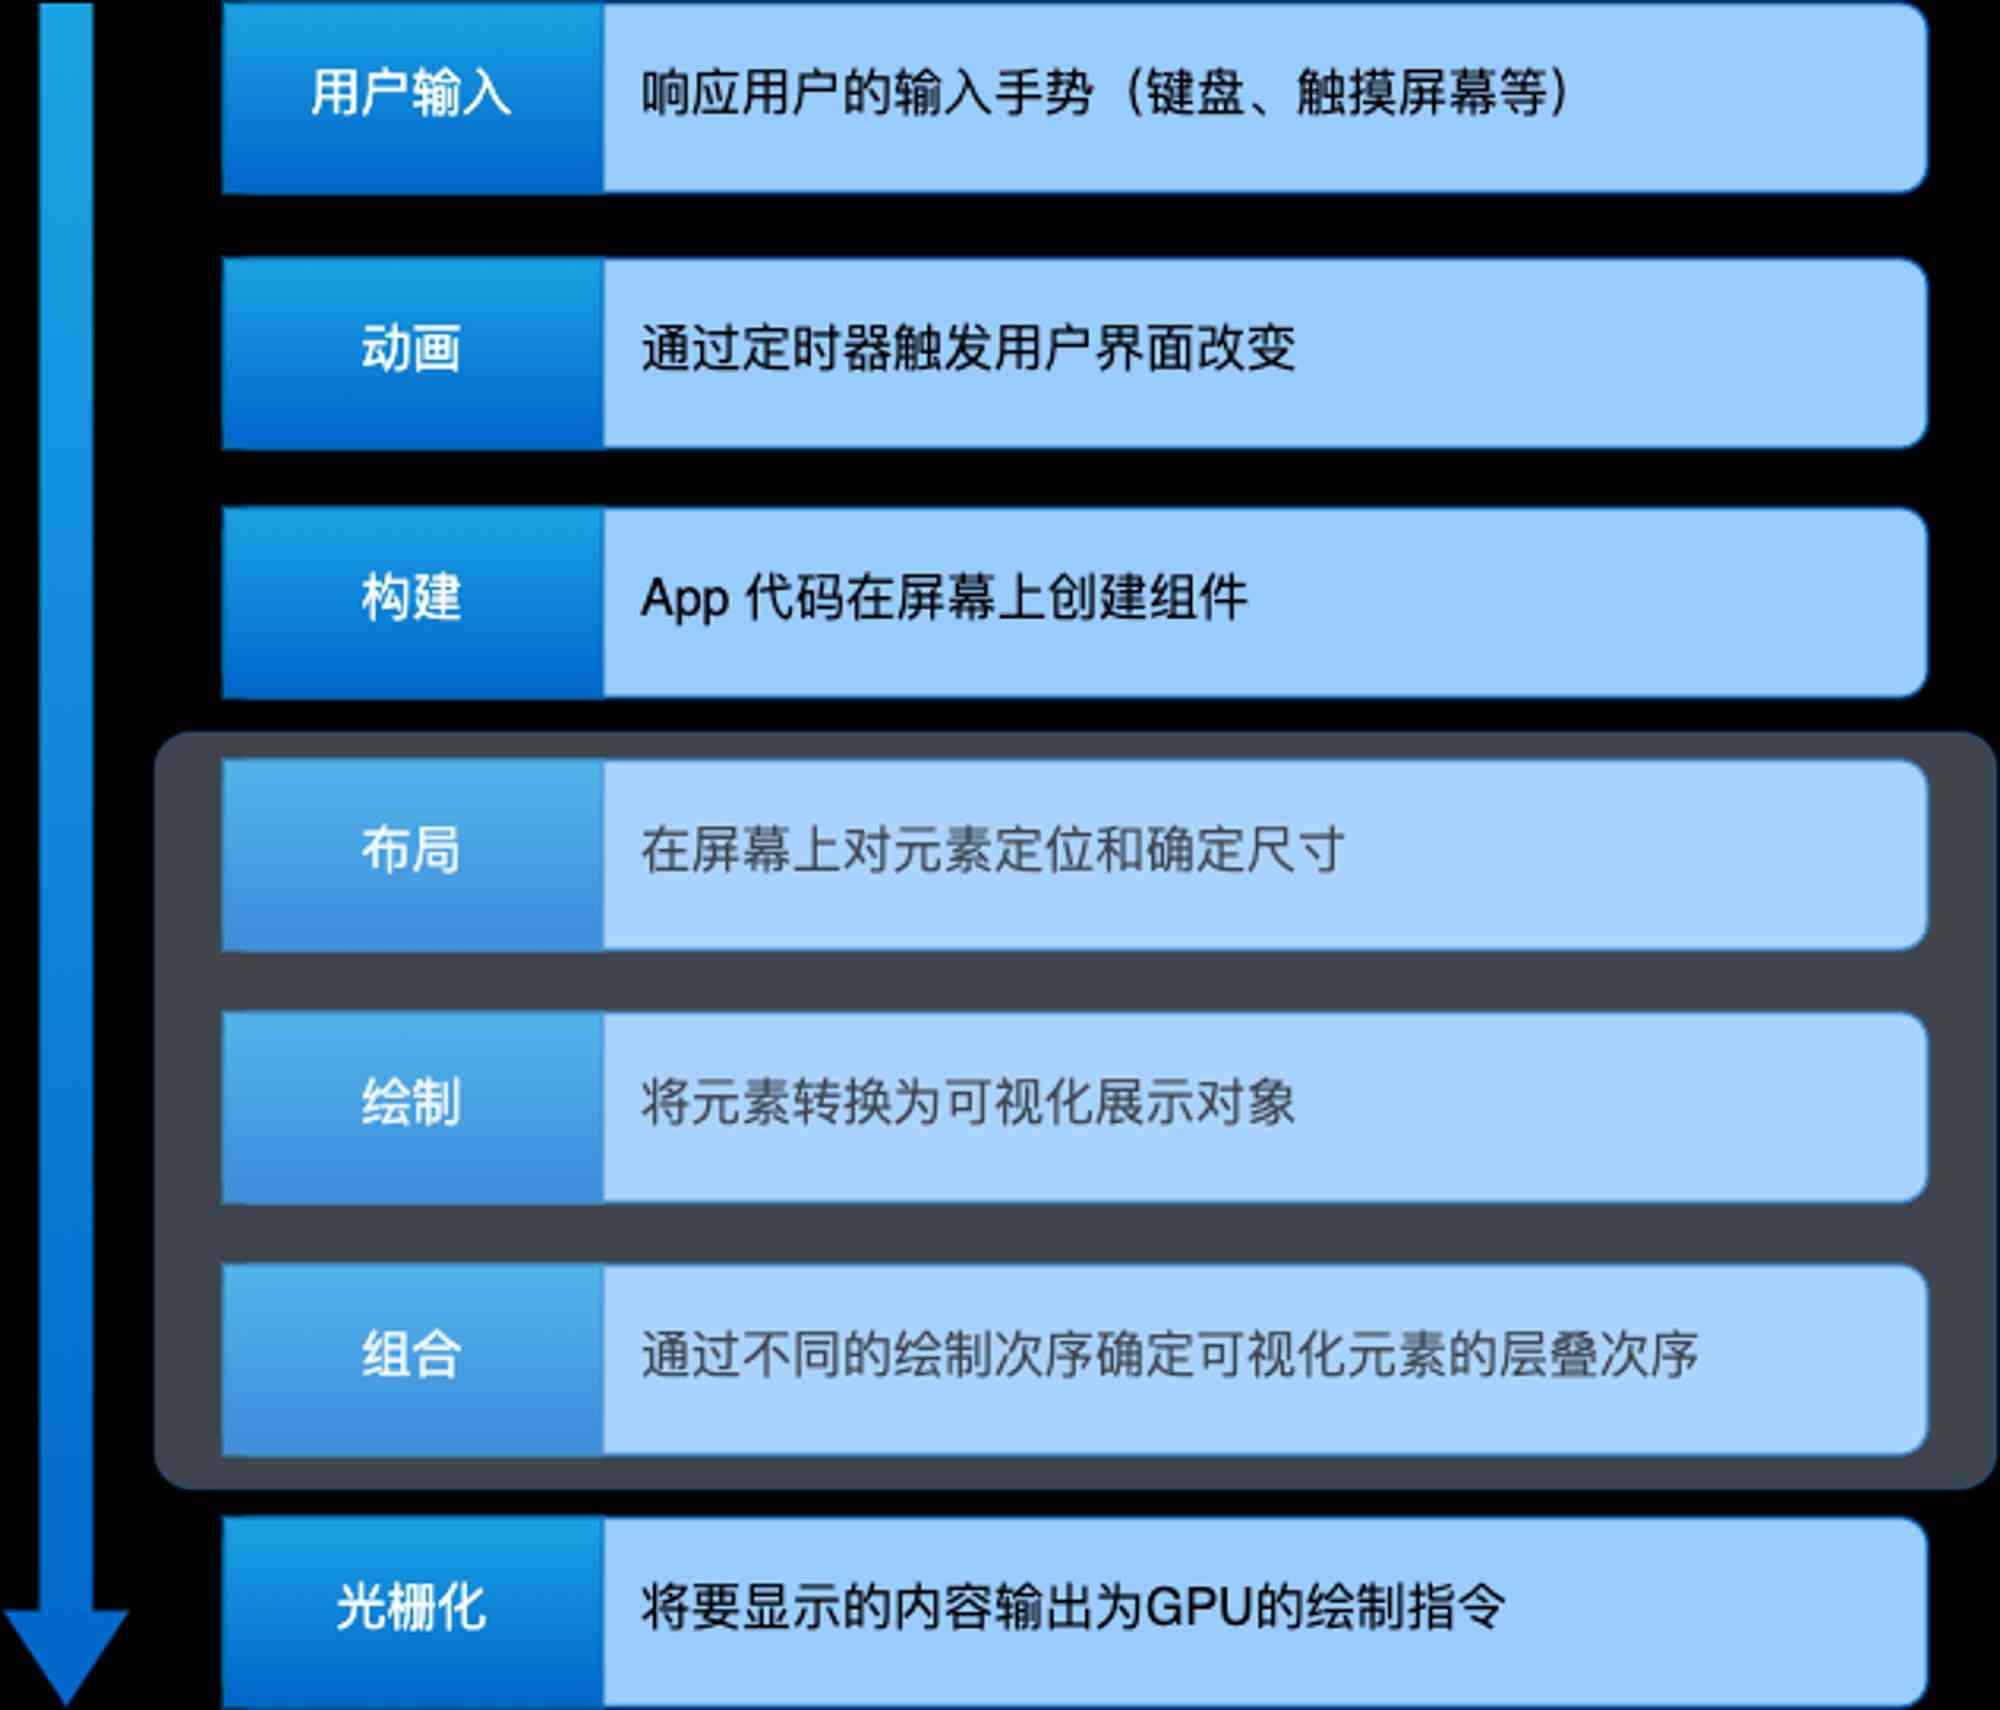 用户输入
响应用户的输入手势（键盘、触摸屏幕等）
动画
通过定时器触发用户界面改变
构建
App 代码在屏幕上创建组件
布局
在屏幕上对元素定位和确定尺寸
绘制
将元素转换为可视化展示对象
组合
通过不同的绘制次序确定可视化元素的层叠次序
光栅化
将要显示的内容输出为GPU的绘制指令